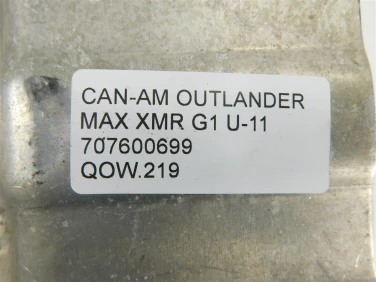 CAN-AM OUTLANDER
MAX XMR G1 U-11
707600699
QOW.219